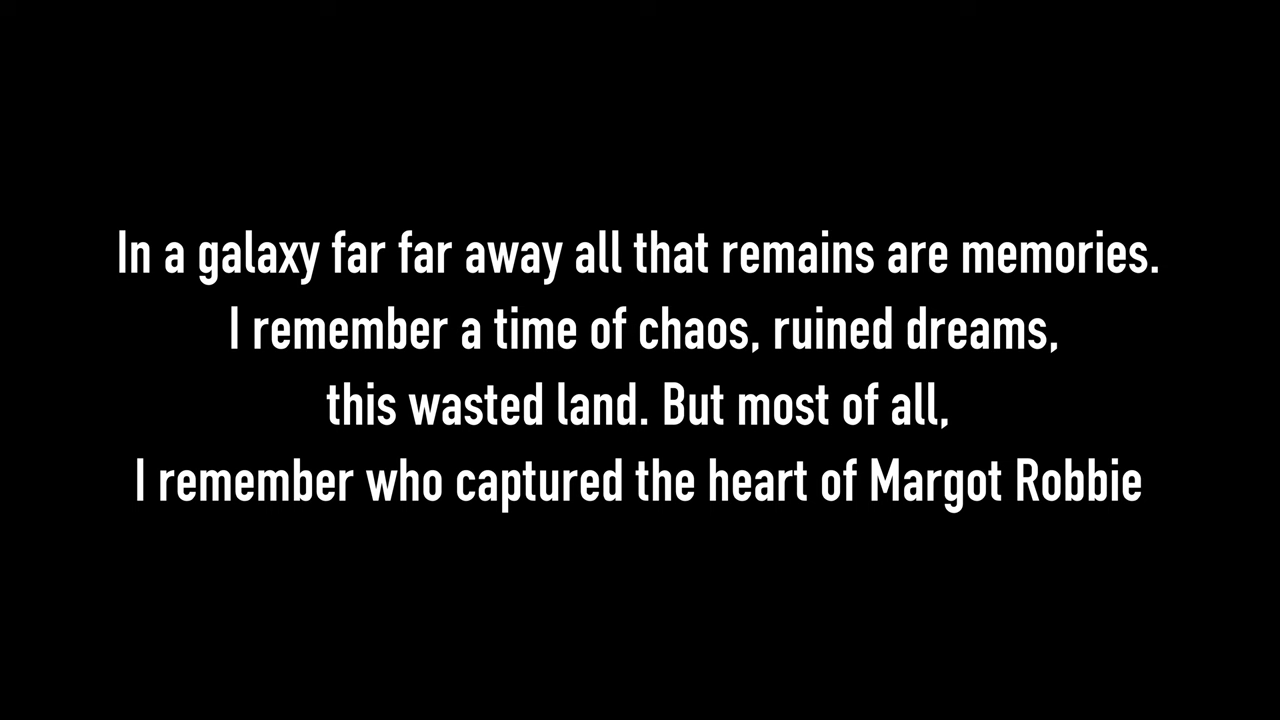 In a galaxy far far away all that remains are memories.
I remember a time of chaos, ruined dreams,
this wasted land. But most of all,
I remember who captured the heart of Margot Robbie